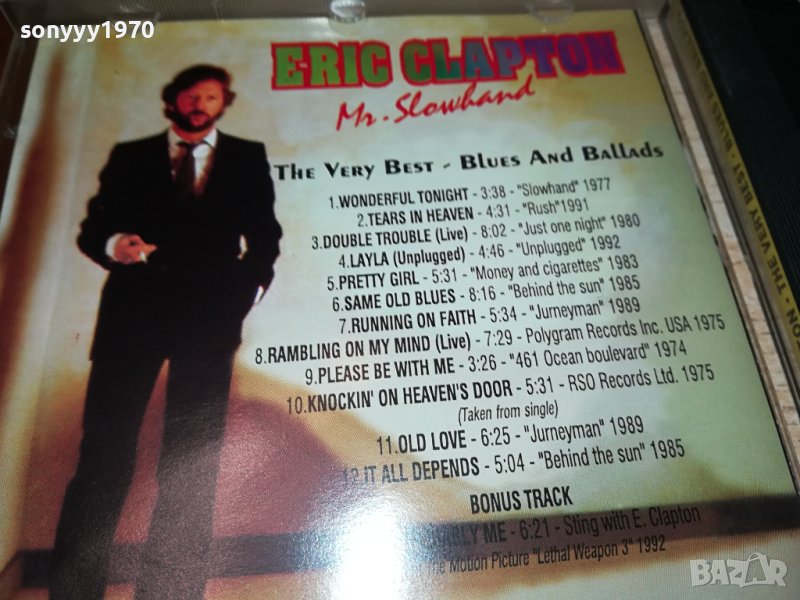 sonyyy1970
ERIC CLAPTON
Mr. Slowhand
THE VERY BEST - BLUES AND BALLADS
1.WONDERFUL TONIGHT - 3:38 - "Slowhand" 1977
2.TEARS IN HEAVEN - 4:31 - "Rush"1991
3.DOUBLE TROUBLE (Live) - 8:02 - "Just one night" 1980
4.LAYLA (Unplugged) - 4:46 - "Unplugged" 1992
5.PRETTY GIRL - 5:31 - "Money and cigarettes" 1983
6.SAME OLD BLUES - 8:16 - "Behind the sun" 1985
7.RUNNING ON FAITH - 5:34 - "Jurneyman" 1989
8.RAMBLING ON MY MIND (Live) - 7:29 - Polygram Records Inc. USA 1975
9.PLEASE BE WITH ME - 3:26 - "461 Ocean boulevard" 1974
10.KNOCKIN' ON HEAVEN'S DOOR - 5:31 - RSO Records Ltd. 1975
(Taken from single)
11.OLD LOVE - 6:25 - "Jurneyman" 1989
12.IT ALL DEPENDS - 5:04 - "Behind the sun" 1985
BONUS TRACK
ME - 6:21 - Sting with E. Clapton
Motion Picture "Lethal Weapon 3" 1992
TON - THE VERY BEST - BLUES AND
BAZAR
bazar.bg